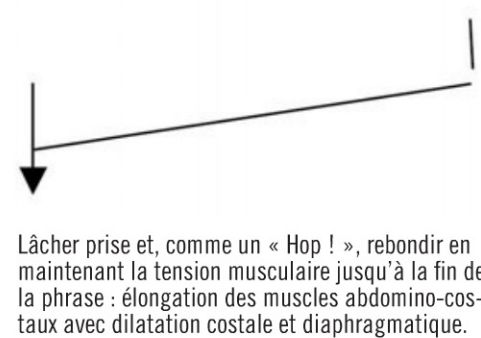 Lâcher prise et, comme un « Hop ! », rebondir en
maintenant la tension musculaire jusqu'à la fin de
la phrase : élongation des muscles abdomino-cos-
taux avec dilatation costale et diaphragmatique.